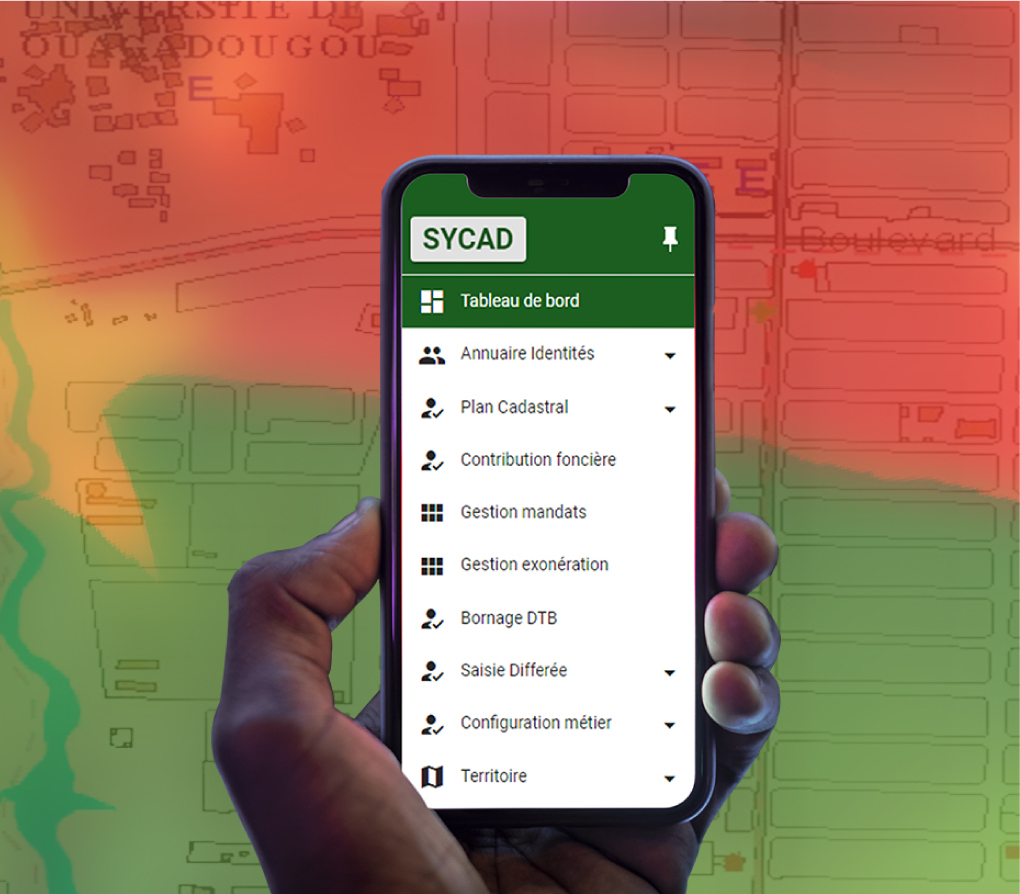 UNIVERSITE DE
OUAGADOUGOU
E
E
Boulevard
SYCAD
Tableau de bord
Annuaire Identités
Plan Cadastral
Contribution foncière
Gestion mandats
Gestion exonération
Bornage DTB
Saisie Differée
Configuration métier
Territoire